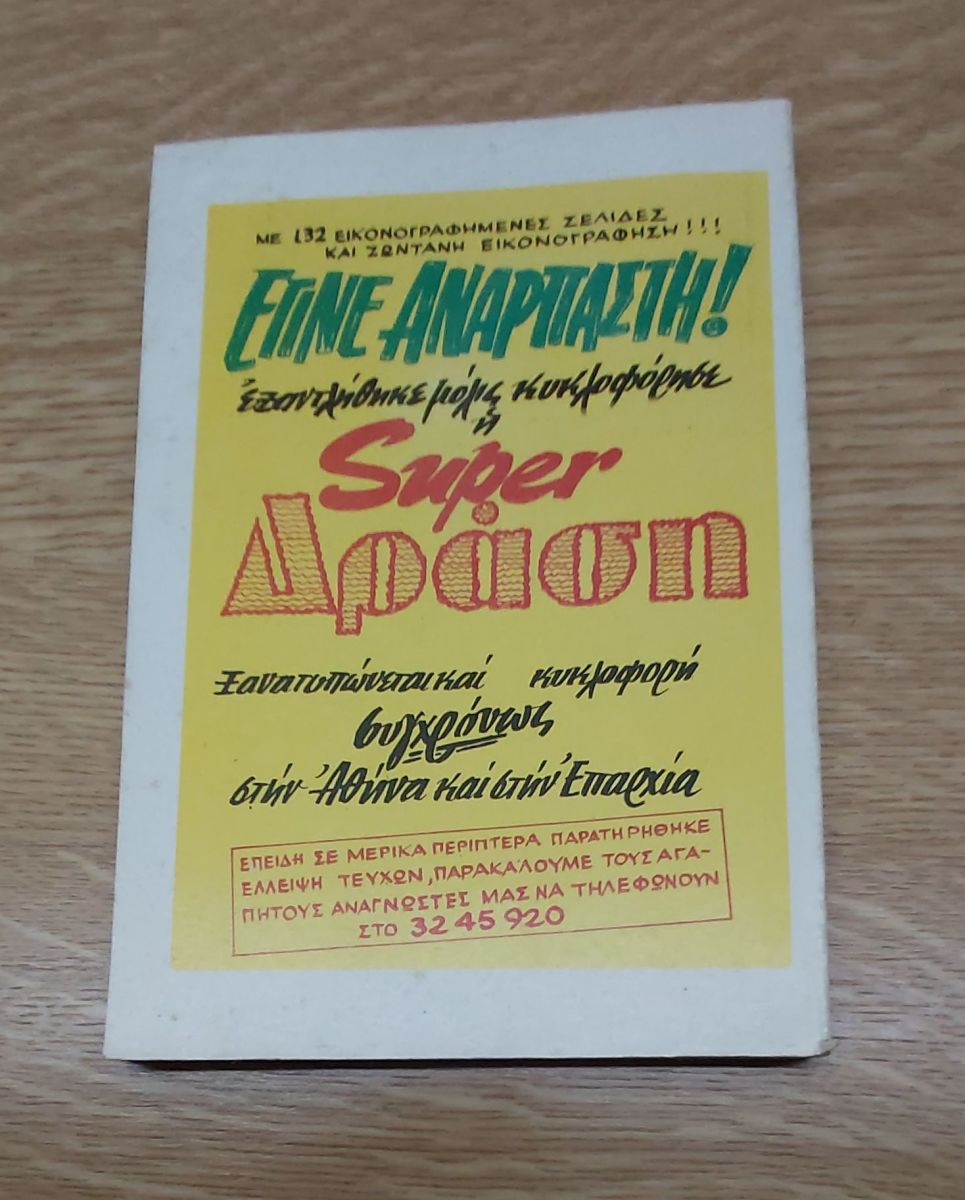 ΜΕ 132 ΕΙΚΟΝΟΓΡΑΦΗΜΕΝΕΣ ΣΕΛΙΔΕΣ
ΚΑΙ ΖΩΝΤΑΝΗ ΕΙΚΟΝΟΓΡΑΦΗΣΗ!!!
ΕΓΙΝΕ ΑΝΑΡΠΑΣΤΗ!
ἐξαντλήθηκε μόλις κυκλοφόρησε
ἡ
Super
Δράση
Ξανατυπώνεται καί κυκλοφορῆ
συγχρόνως
στήν Ἀθήνα καί στήν Ἐπαρχία
ΕΠΕΙΔΗ ΣΕ ΜΕΡΙΚΑ ΠΕΡΙΠΤΕΡΑ ΠΑΡΑΤΗΡΗΘΗΚΕ
ΕΛΛΕΙΨΗ ΤΕΥΧΩΝ, ΠΑΡΑΚΑΛΟΥΜΕ ΤΟΥΣ ΑΓΑ-
ΠΗΤΟΥΣ ΑΝΑΓΝΩΣΤΕΣ ΜΑΣ ΝΑ ΤΗΛΕΦΩΝΟΥΝ
ΣΤΟ 32 45 920